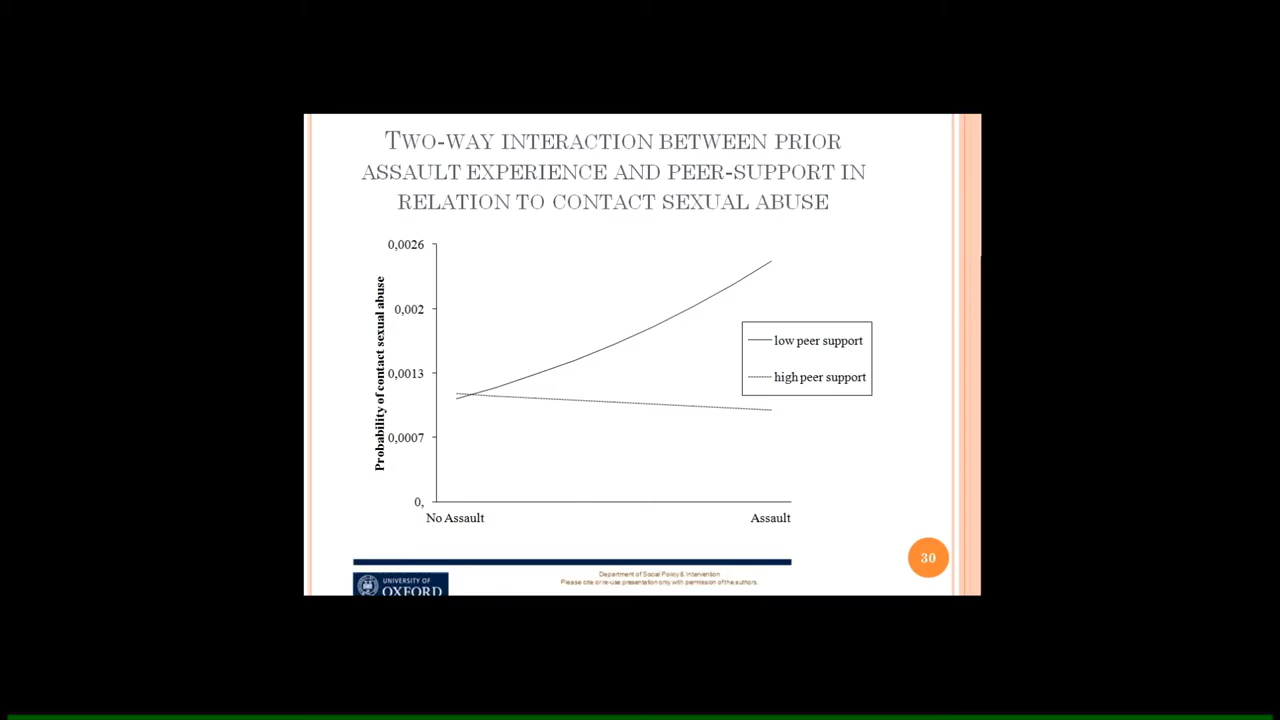 TWO-WAY INTERACTION BETWEEN PRIOR
ASSAULT EXPERIENCE AND PEER-SUPPORT IN
RELATION TO CONTACT SEXUAL ABUSE
0,0026
0,002
0,0013
0,0007
0,
Probability of contact sexual abuse
low peer support
high peer support
No Assault
Assault
30
Department of Social Policy & Intervention
Please cite or re-use presentation only with permission of the authors.
UNIVERSITY OF
OXFORD